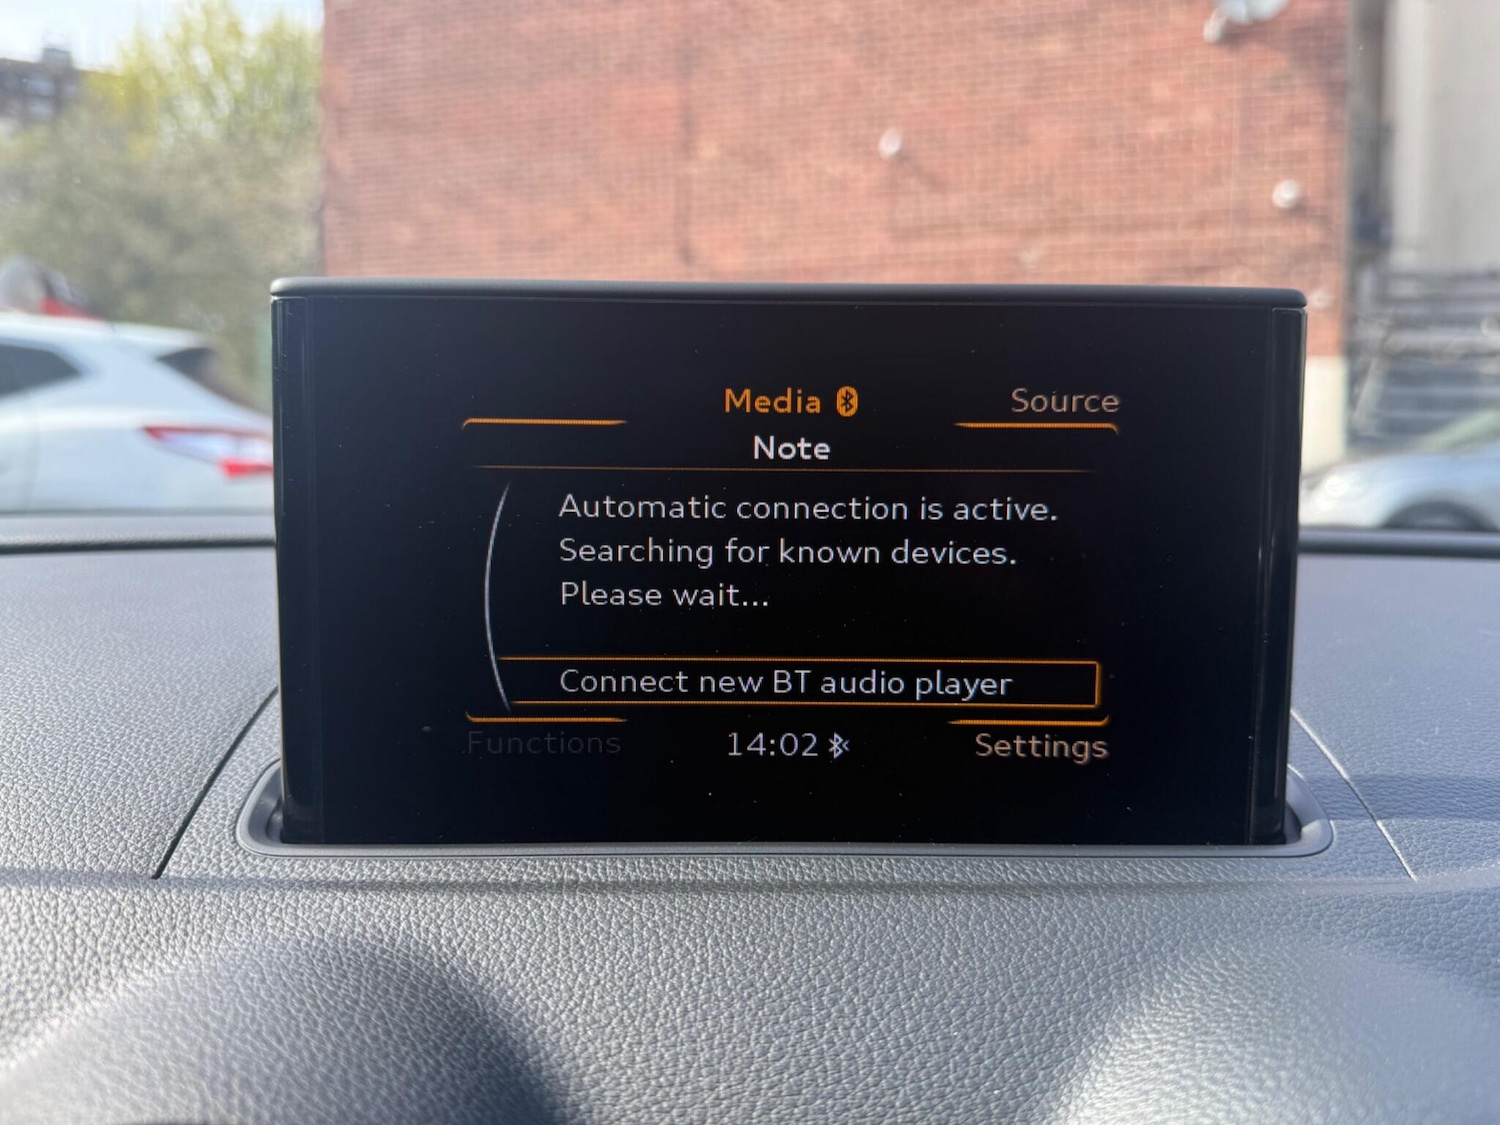 Media
Source
Note
Automatic connection is active.
Searching for known devices.
Please wait...
Connect new BT audio player
Functions
14:02
Settings